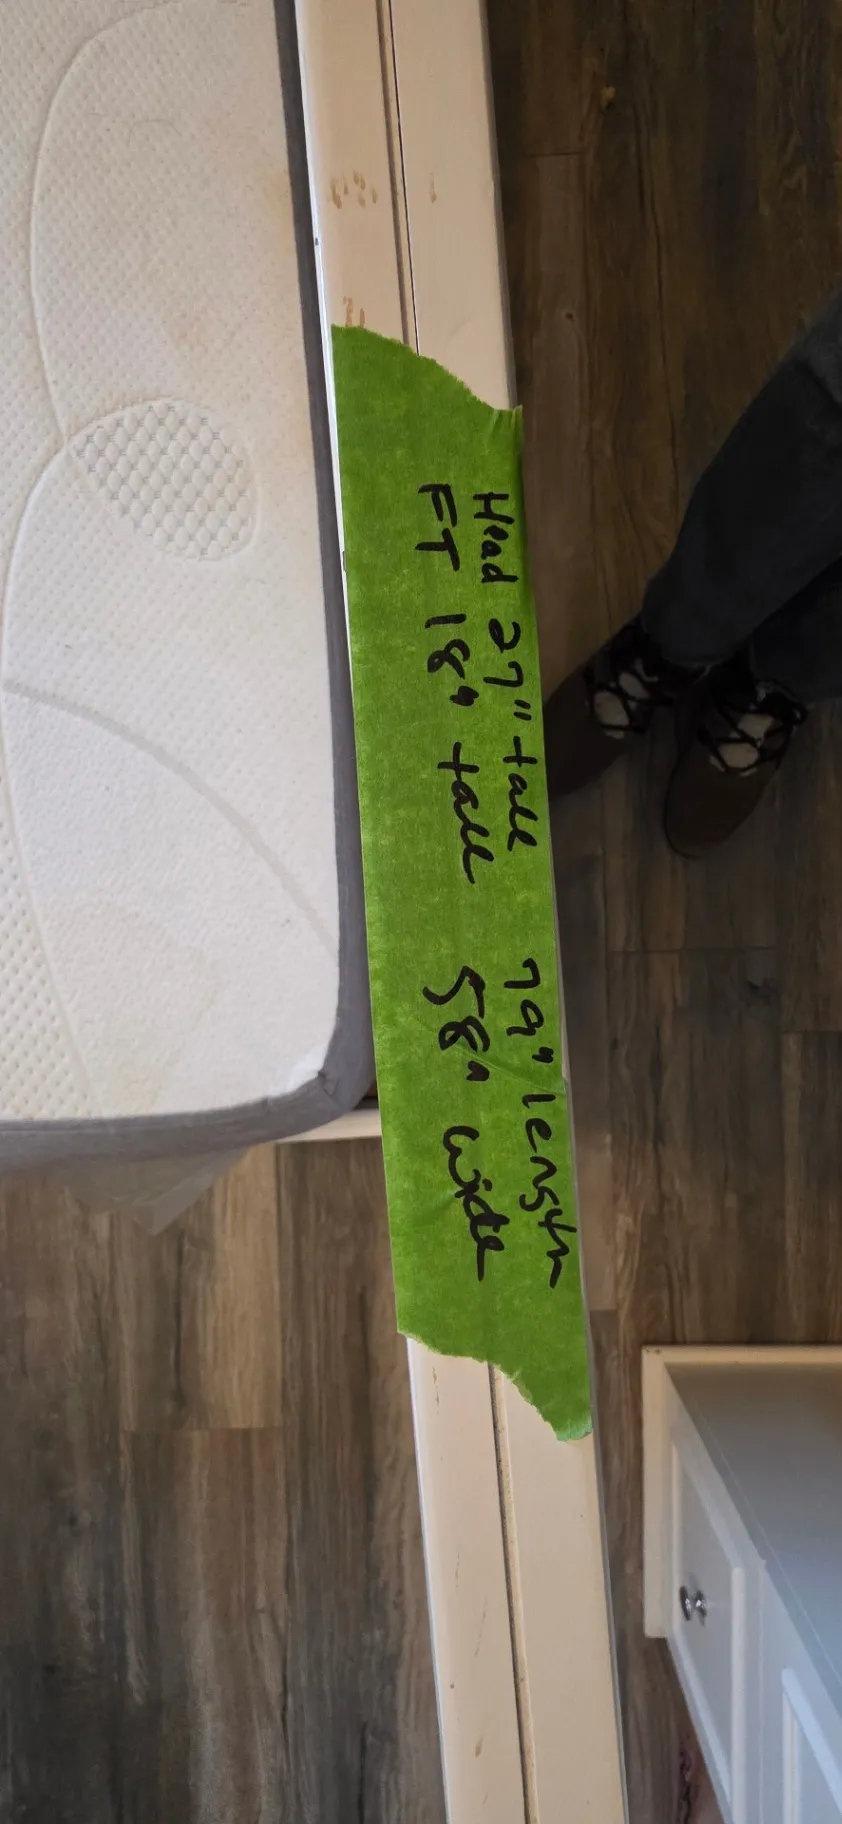 Head 27" tall 79" length
FT 18" tall 58" wide